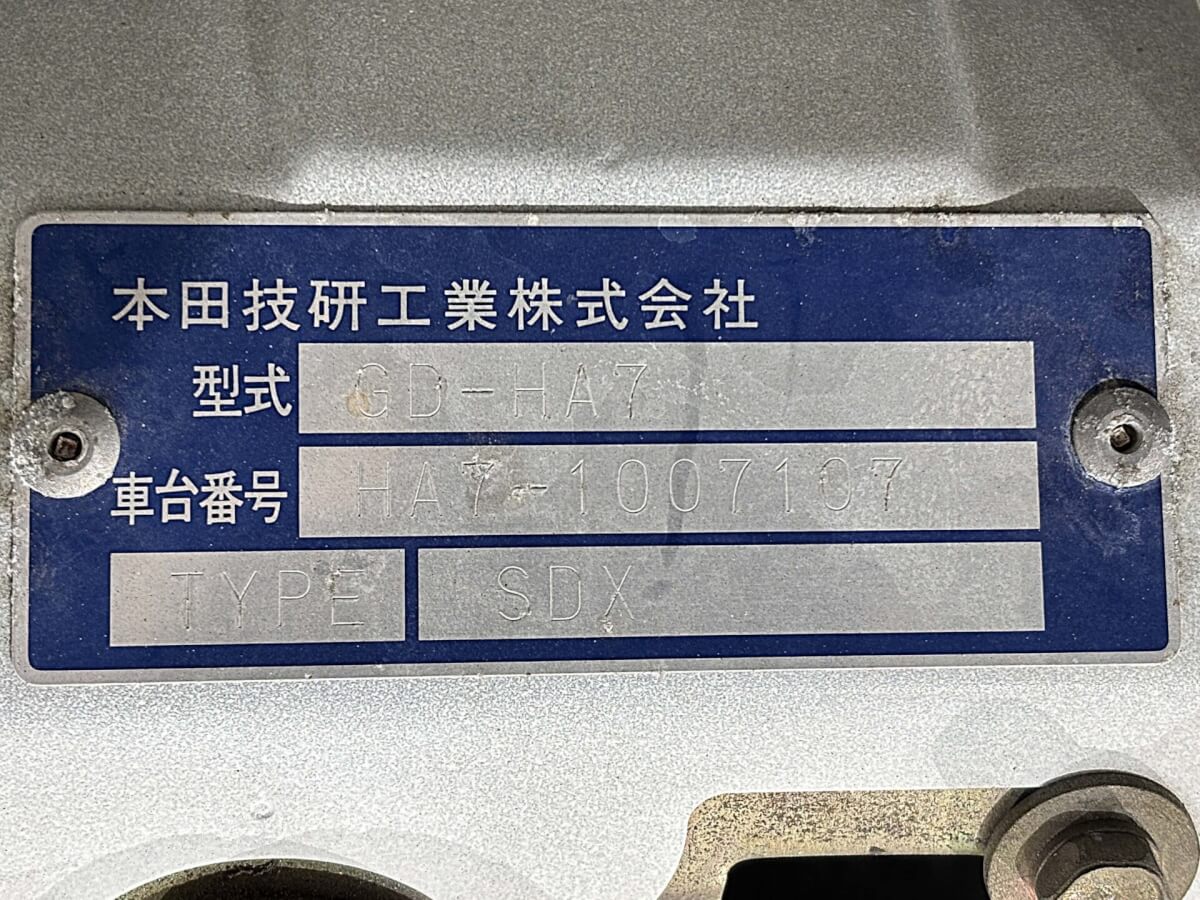 本田技研工業株式会社
型式 GD-HA7
車台番号 HA7-1007107
TYPE SDX